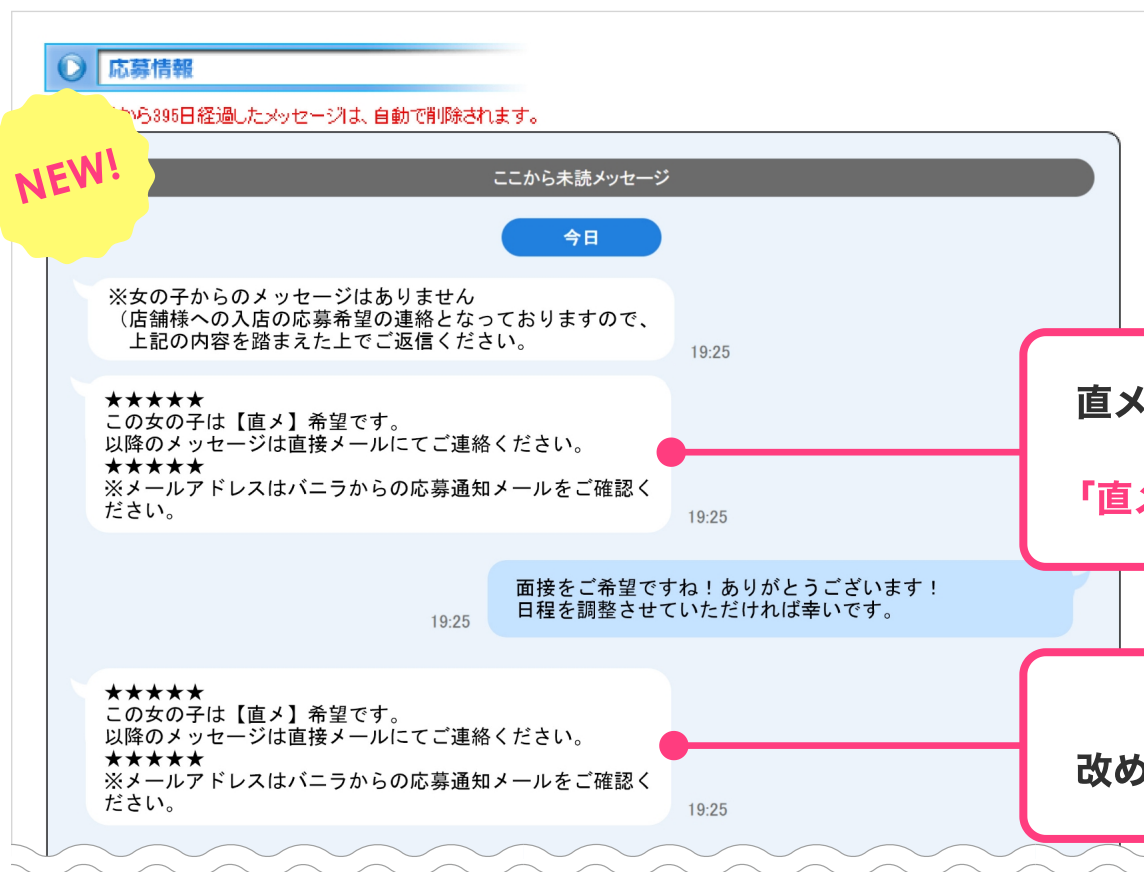 応募情報
から395日経過したメッセージは、自動で削除されます。
NEW!
ここから未読メッセージ
今日
※女の子からのメッセージはありません
（店舗様への入店の応募希望の連絡となっておりますので、
上記の内容を踏まえた上でご返信ください。
19:25
★★★★★
この女の子は【直メ】希望です。
以降のメッセージは直接メールにてご連絡ください。
★★★★★
※メールアドレスはバニラからの応募通知メールをご確認く
ださい。
19:25
直メ
「直メ
面接をご希望ですね！ありがとうございます！
日程を調整させていただければ幸いです。
19:25
★★★★★
この女の子は【直メ】希望です。
以降のメッセージは直接メールにてご連絡ください。
★★★★★
※メールアドレスはバニラからの応募通知メールをご確認く
ださい。
19:25
改め